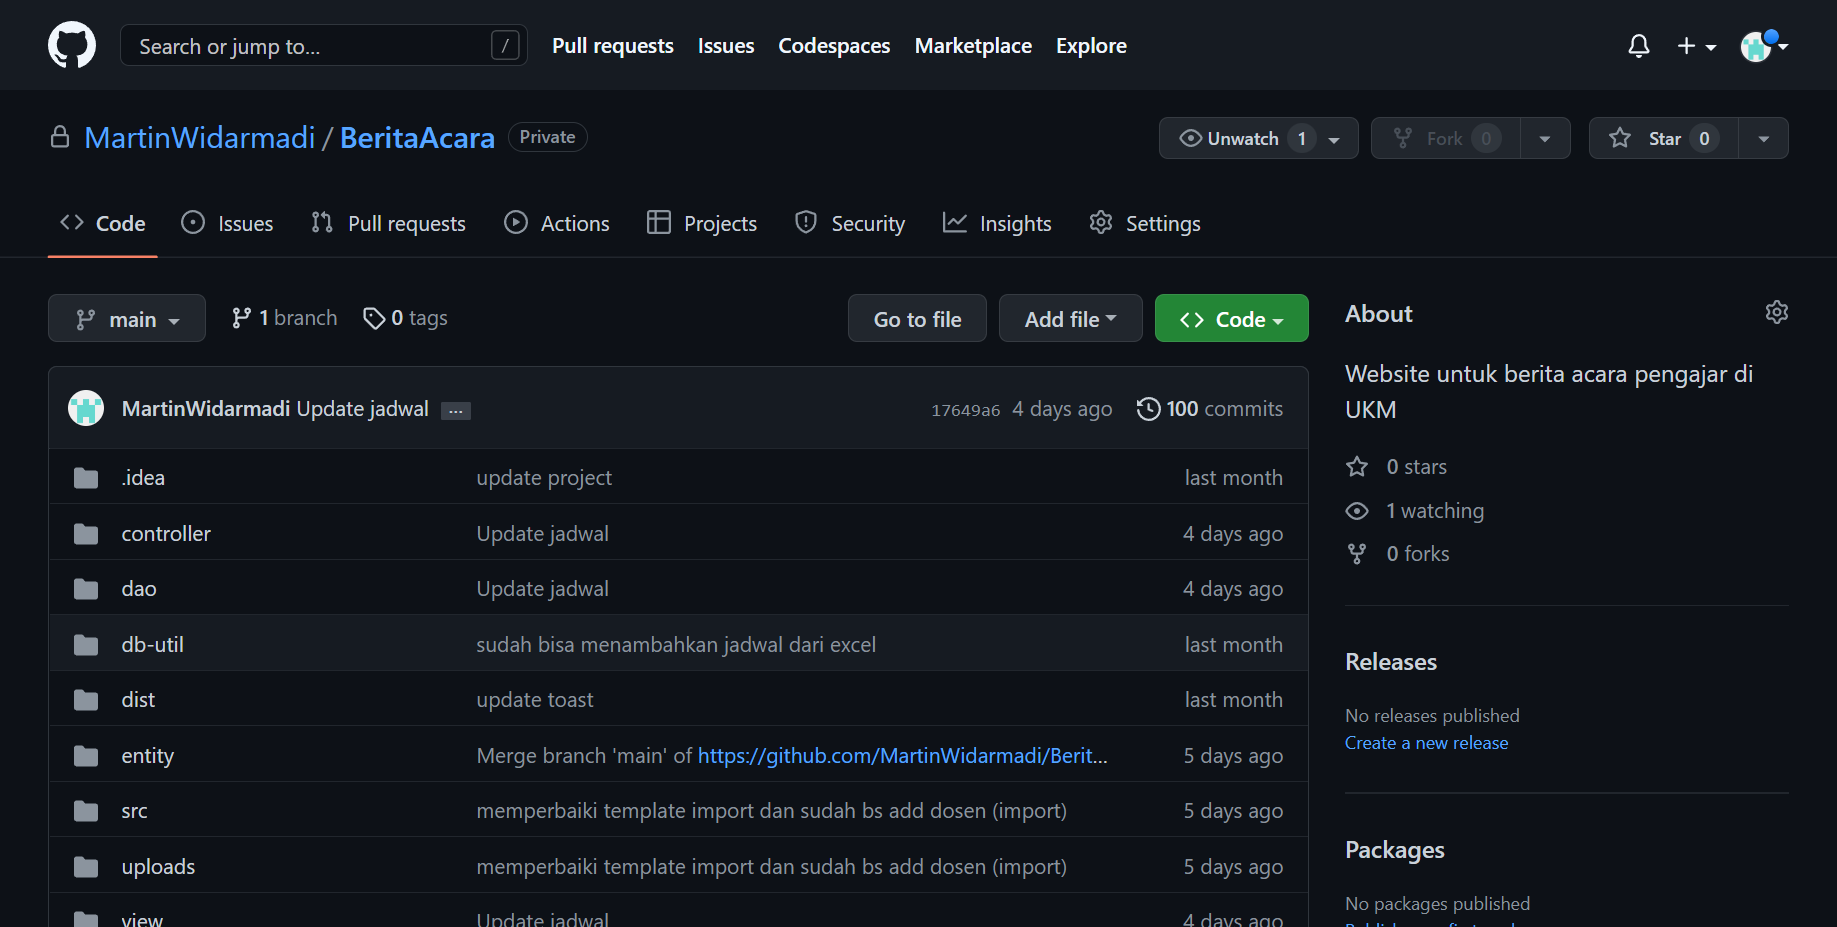 Search or jump to... / Pull requests Issues Codespaces Marketplace Explore
MartinWidarmadi / BeritaAcara Private Unwatch 1 Fork 0 Star 0
Code Issues Pull requests Actions Projects Security Insights Settings
main 1 branch 0 tags Go to file Add file Code
MartinWidarmadi Update jadwal ... 17649a6 4 days ago 100 commits
.idea update project last month
controller Update jadwal 4 days ago
dao Update jadwal 4 days ago
db-util sudah bisa menambahkan jadwal dari excel last month
dist update toast last month
entity Merge branch 'main' of https://github.com/MartinWidarmadi/Berit... 5 days ago
src memperbaiki template import dan sudah bs add dosen (import) 5 days ago
uploads memperbaiki template import dan sudah bs add dosen (import) 5 days ago
view Update jadwal 4 days ago
About
Website untuk berita acara pengajar di
UKM
0 stars
1 watching
0 forks
Releases
No releases published
Create a new release
Packages
No packages published